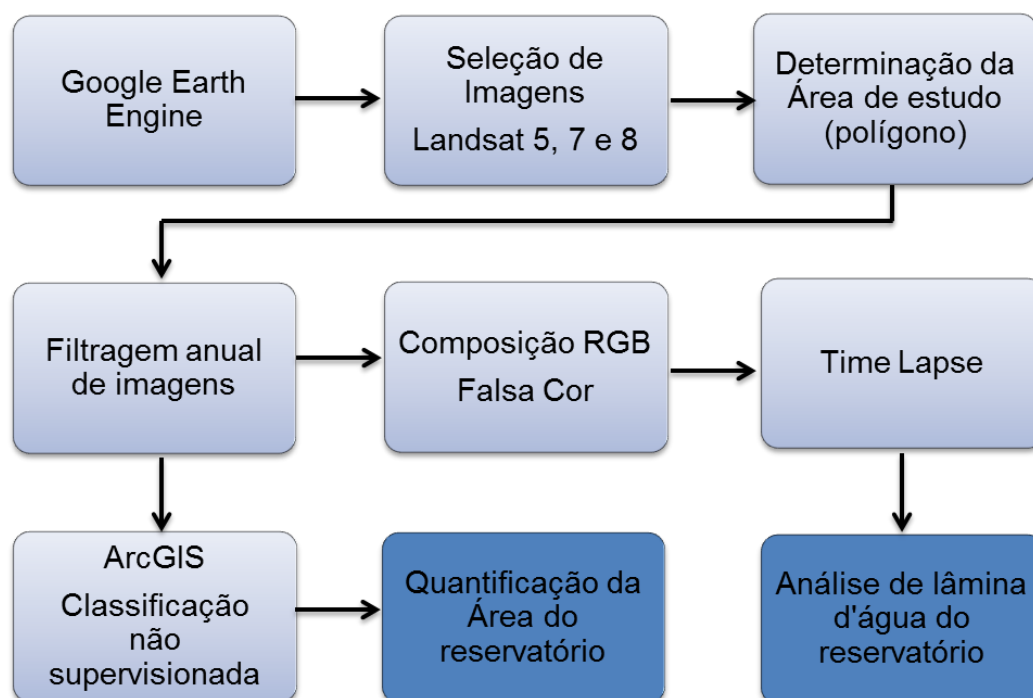 Google Earth
Engine
Seleção de
Imagens
Landsat 5, 7 e 8
Determinação da
Área de estudo
(polígono)
Filtragem anual
de imagens
Composição RGB
Falsa Cor
Time Lapse
ArcGIS
Classificação
não
supervisionada
Quantificação da
Área do
reservatório
Análise de lâmina
d'água do
reservatório